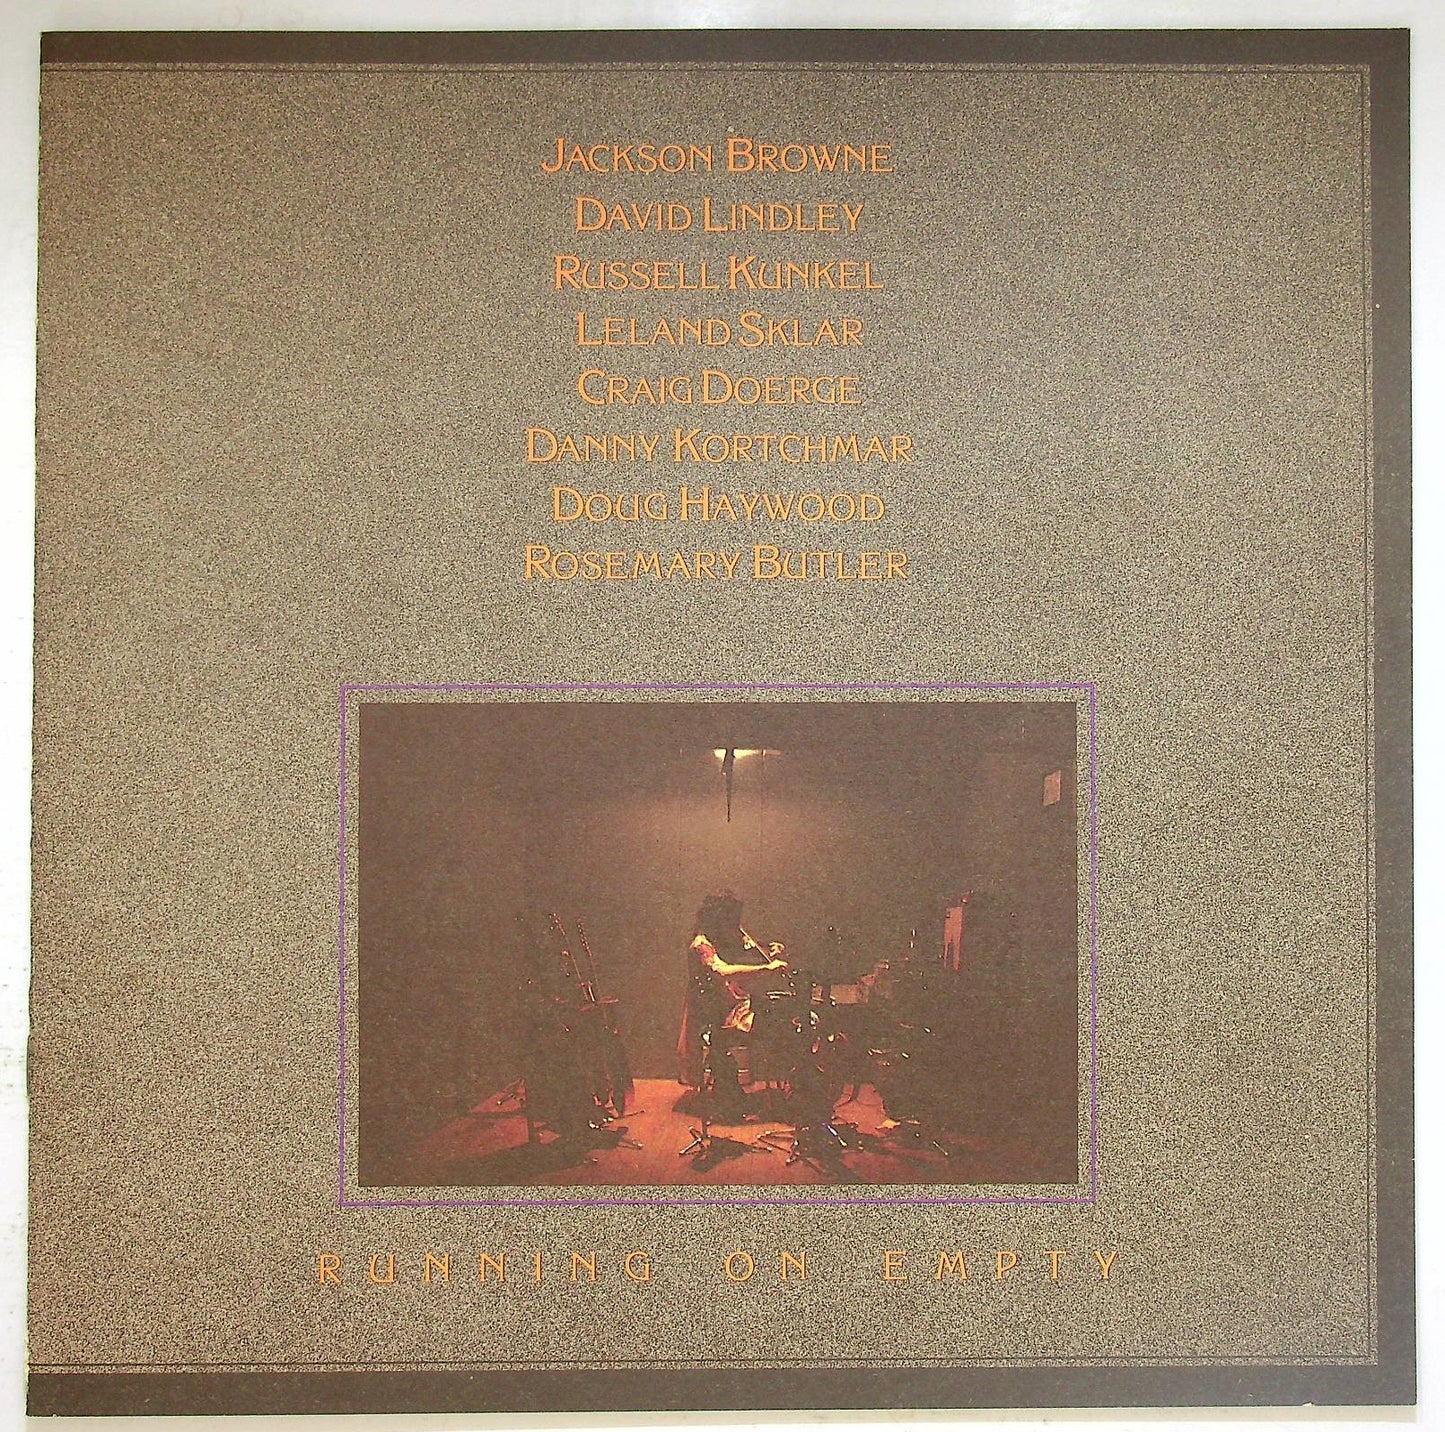 Jackson Browne
David Lindley
Russell Kunkel
Leland Sklar
Craig Doerge
Danny Kortchmar
Doug Haywood
Rosemary Butler
RUNNING ON EMPTY